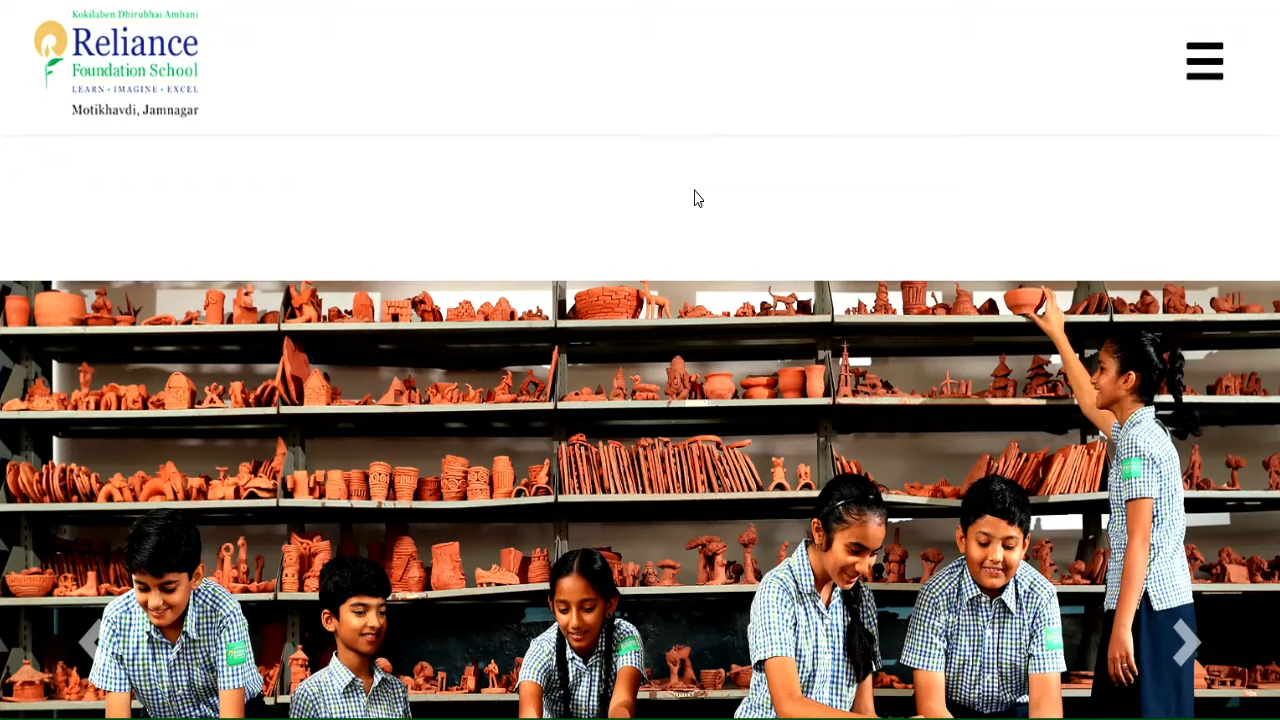 Kokilaben Dhirubhai Ambani
Reliance
Foundation School
LEARN • IMAGINE • EXCEL
Motikhavdi, Jamnagar